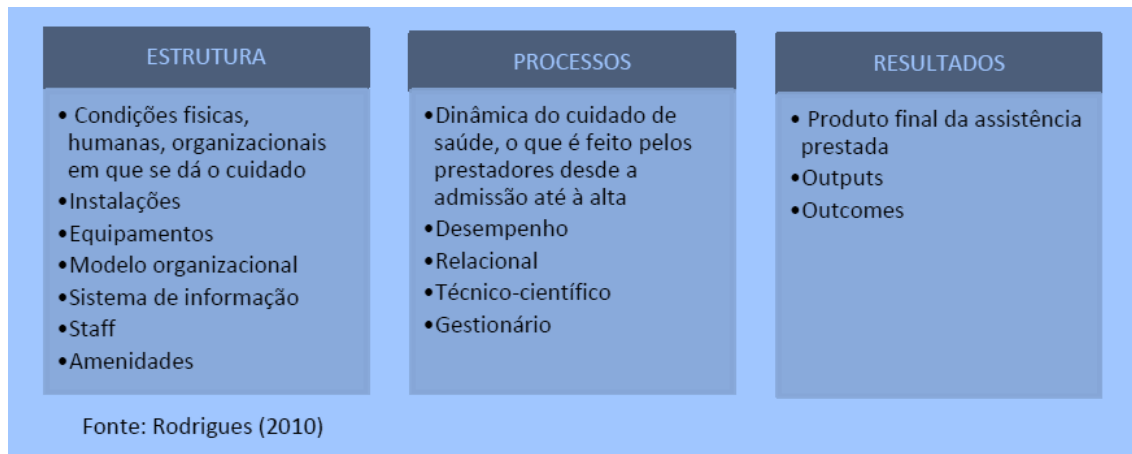 ESTRUTURA
• Condições fisicas,
humanas, organizacionais
em que se dá o cuidado
•Instalações
•Equipamentos
•Modelo organizacional
•Sistema de informação
•Staff
•Amenidades
PROCESSOS
•Dinâmica do cuidado de
saúde, o que é feito pelos
prestadores desde a
admissão até à alta
•Desempenho
•Relacional
•Técnico-científico
•Gestionário
RESULTADOS
• Produto final da assistência
prestada
•Outputs
•Outcomes
Fonte: Rodrigues (2010)